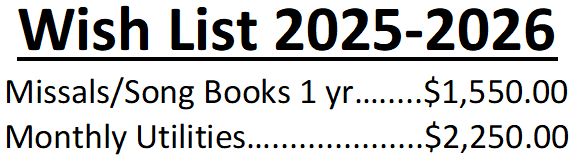 Wish List 2025-2026
Missals/Song Books 1 yr........$1,550.00
Monthly Utilities......................$2,250.00